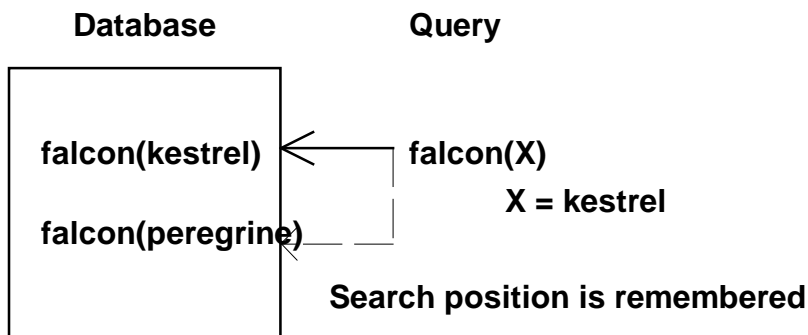 Database Query
falcon(kestrel) falcon(X)
X = kestrel
falcon(peregrine)
Search position is remembered